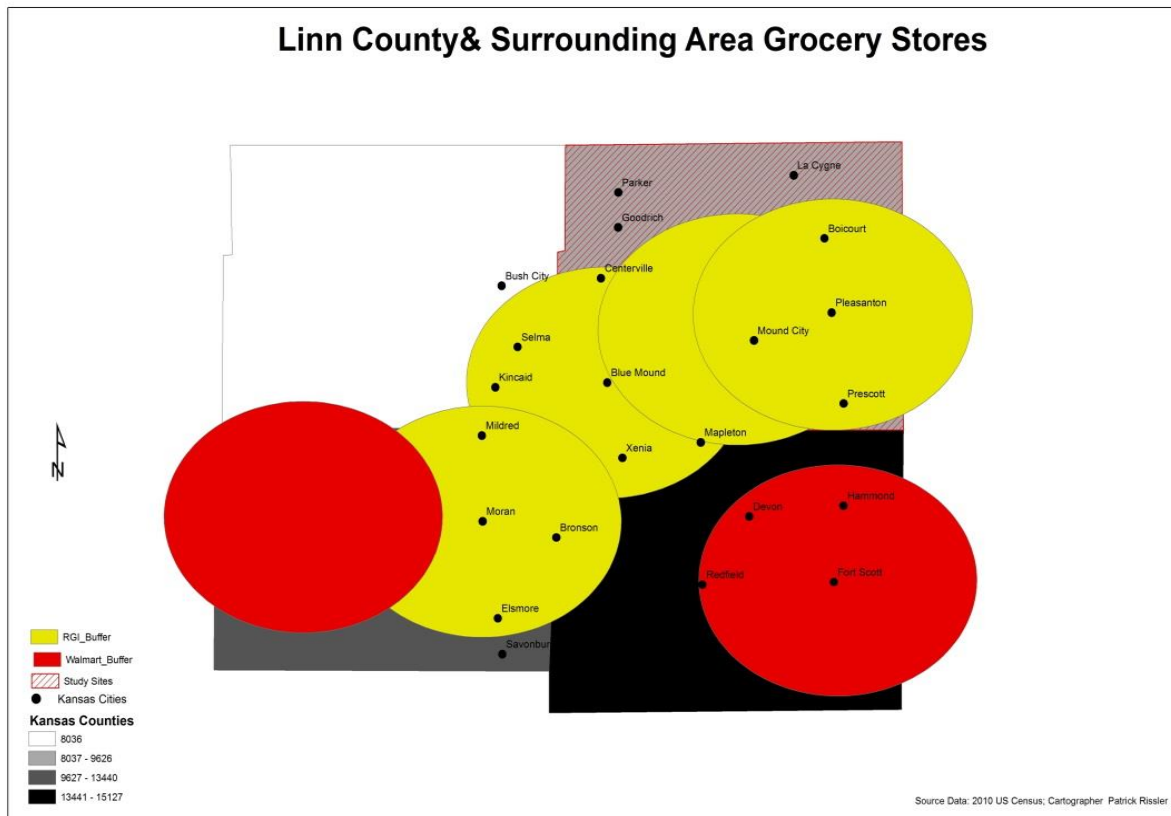 Linn County& Surrounding Area Grocery Stores
La Cygne
Parker
Goodrich
Boicourt
Centerville
Bush City
Pleasanton
Mound City
Selma
Blue Mound
Kincaid
Prescott
Mildred
Mapleton
Xenia
Hammond
Devon
Moran
Bronson
Redfield
Fort Scott
Elsmore
Savonbur
N
RGI_Buffer
Walmart_Buffer
Study Sites
Kansas Cities
Kansas Counties
8036
8037 - 9626
9627 - 13440
13441 - 15127
Source Data: 2010 US Census; Cartographer Patrick Rissler